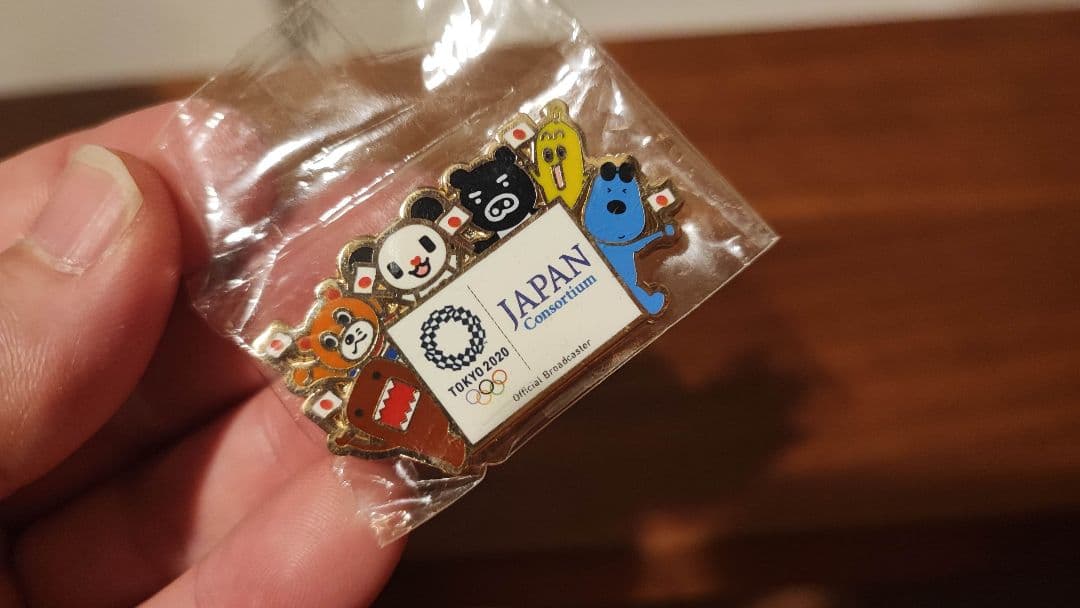 TOKYO 2020
JAPAN
Consortium
Official Broadcaster